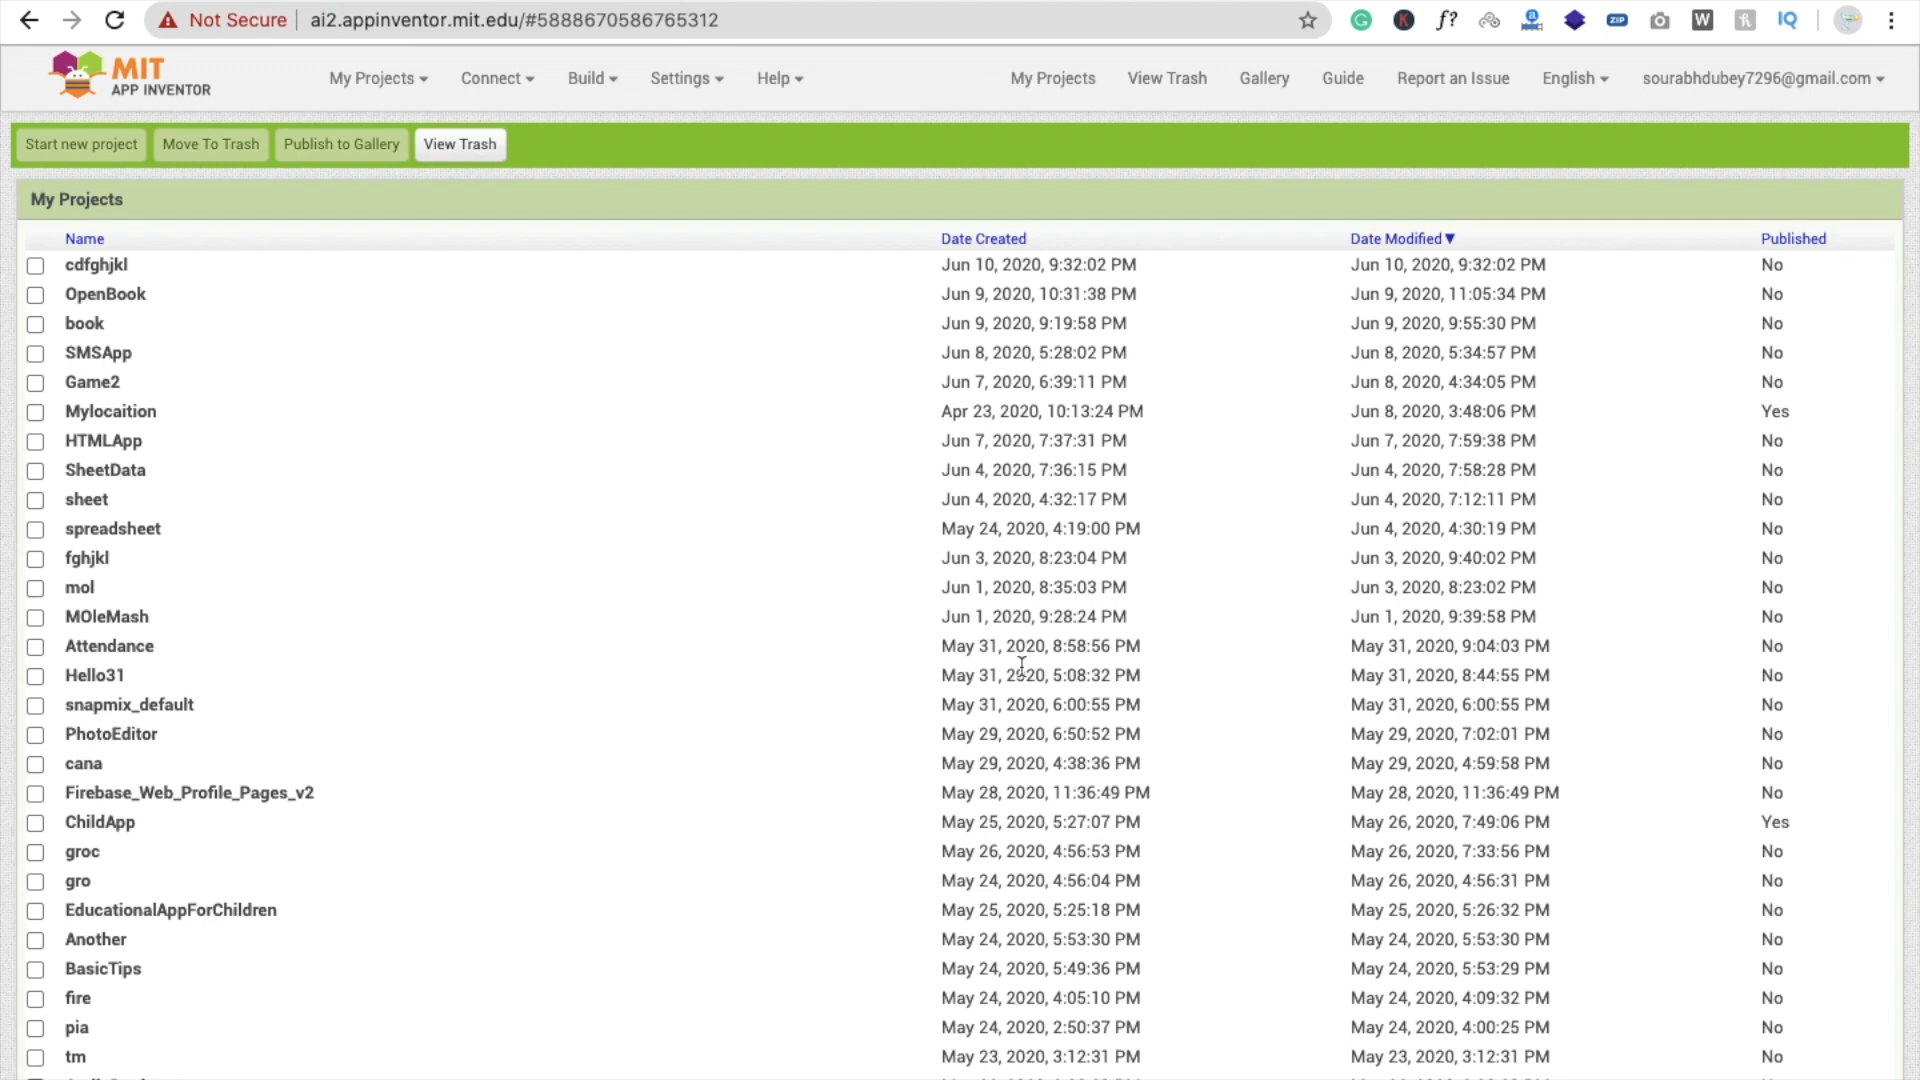 Not Secure ai2.appinventor.mit.edu/#5888670586765312
MIT
APP INVENTOR
My Projects Connect Build Settings Help My Projects View Trash Gallery Guide Report an Issue English sourabhdubey7296@gmail.com
Start new project Move To Trash Publish to Gallery View Trash
My Projects
Name Date Created Date Modified▼ Published
cdfghjkl Jun 10, 2020, 9:32:02 PM Jun 10, 2020, 9:32:02 PM No
OpenBook Jun 9, 2020, 10:31:38 PM Jun 9, 2020, 11:05:34 PM No
book Jun 9, 2020, 9:19:58 PM Jun 9, 2020, 9:55:30 PM No
SMSApp Jun 8, 2020, 5:28:02 PM Jun 8, 2020, 5:34:57 PM No
Game2 Jun 7, 2020, 6:39:11 PM Jun 8, 2020, 4:34:05 PM No
Mylocaition Apr 23, 2020, 10:13:24 PM Jun 8, 2020, 3:48:06 PM Yes
HTMLApp Jun 7, 2020, 7:37:31 PM Jun 7, 2020, 7:59:38 PM No
SheetData Jun 4, 2020, 7:36:15 PM Jun 4, 2020, 7:58:28 PM No
sheet Jun 4, 2020, 4:32:17 PM Jun 4, 2020, 7:12:11 PM No
spreadsheet May 24, 2020, 4:19:00 PM Jun 4, 2020, 4:30:19 PM No
fghjkl Jun 3, 2020, 8:23:04 PM Jun 3, 2020, 9:40:02 PM No
mol Jun 1, 2020, 8:35:03 PM Jun 3, 2020, 8:23:02 PM No
MOleMash Jun 1, 2020, 9:28:24 PM Jun 1, 2020, 9:39:58 PM No
Attendance May 31, 2020, 8:58:56 PM May 31, 2020, 9:04:03 PM No
Hello31 May 31, 2020, 5:08:32 PM May 31, 2020, 8:44:55 PM No
snapmix_default May 31, 2020, 6:00:55 PM May 31, 2020, 6:00:55 PM No
PhotoEditor May 29, 2020, 6:50:52 PM May 29, 2020, 7:02:01 PM No
cana May 29, 2020, 4:38:36 PM May 29, 2020, 4:59:58 PM No
Firebase_Web_Profile_Pages_v2 May 28, 2020, 11:36:49 PM May 28, 2020, 11:36:49 PM No
ChildApp May 25, 2020, 5:27:07 PM May 26, 2020, 7:49:06 PM Yes
groc May 26, 2020, 4:56:53 PM May 26, 2020, 7:33:56 PM No
gro May 24, 2020, 4:56:04 PM May 26, 2020, 4:56:31 PM No
EducationalAppForChildren May 25, 2020, 5:25:18 PM May 25, 2020, 5:26:32 PM No
Another May 24, 2020, 5:53:30 PM May 24, 2020, 5:53:30 PM No
BasicTips May 24, 2020, 5:49:36 PM May 24, 2020, 5:53:29 PM No
fire May 24, 2020, 4:05:10 PM May 24, 2020, 4:09:32 PM No
pia May 24, 2020, 2:50:37 PM May 24, 2020, 4:00:25 PM No
tm May 23, 2020, 3:12:31 PM May 23, 2020, 3:12:31 PM No